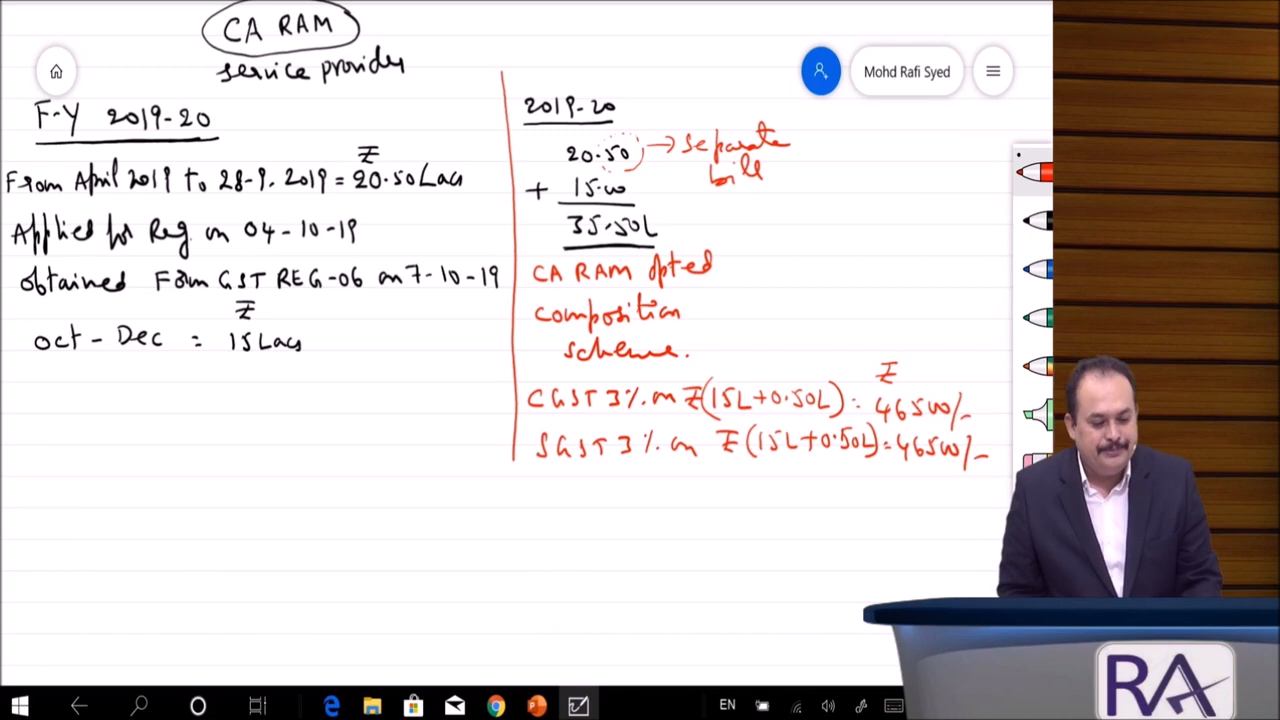 CA RAM
service provider
F-Y 2019-20
₹
From April 2019 to 28-9-2019 = 20.50 Lacs
Applied for Reg on 04-10-19
obtained Form GST REG-06 on 7-10-19
₹
Oct - Dec = 15 Lacs
2019-20
20.50 → separate bill
+ 15.00
35.50L
CA RAM opted
composition
scheme.
₹
CGST 3% on ₹(15L+0.50L) = 46500/-
SGST 3% on ₹(15L+0.50L) = 46500/-
Mohd Rafi Syed
RA
EN